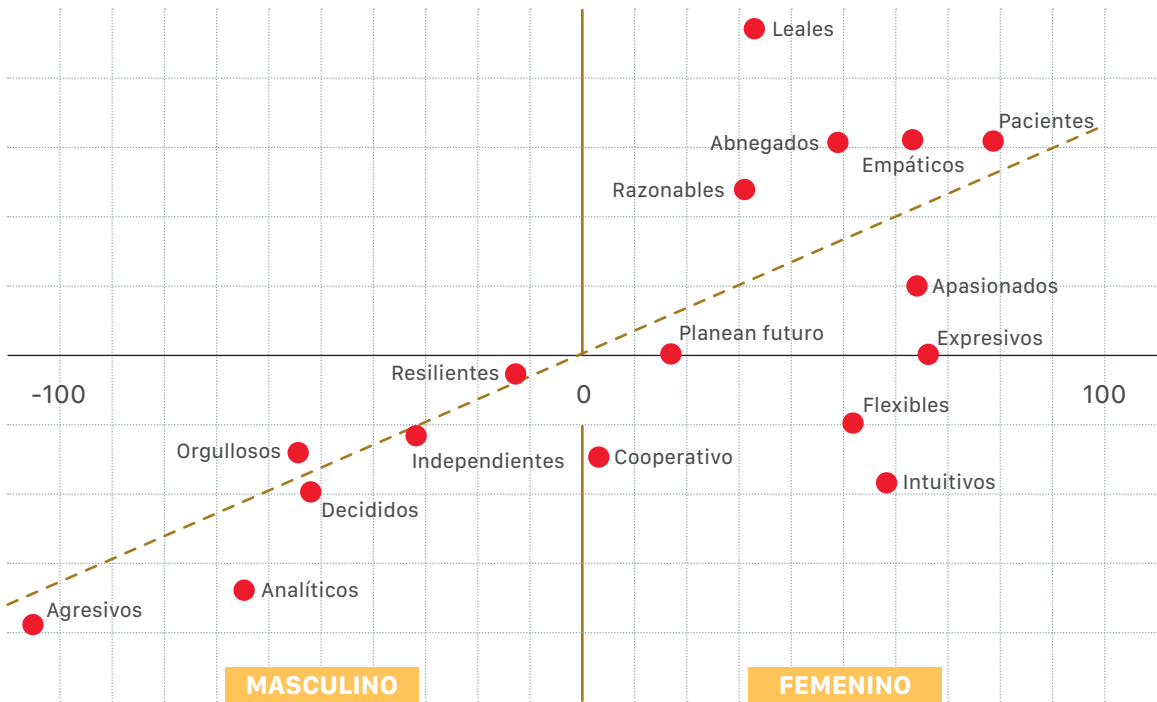 Leales
Pacientes
Abnegados
Empáticos
Razonables
Apasionados
Planean futuro
Expresivos
Resilientes
-100
0
100
Flexibles
Orgullosos
Independientes
Cooperativo
Intuitivos
Decididos
Analíticos
Agresivos
MASCULINO
FEMENINO